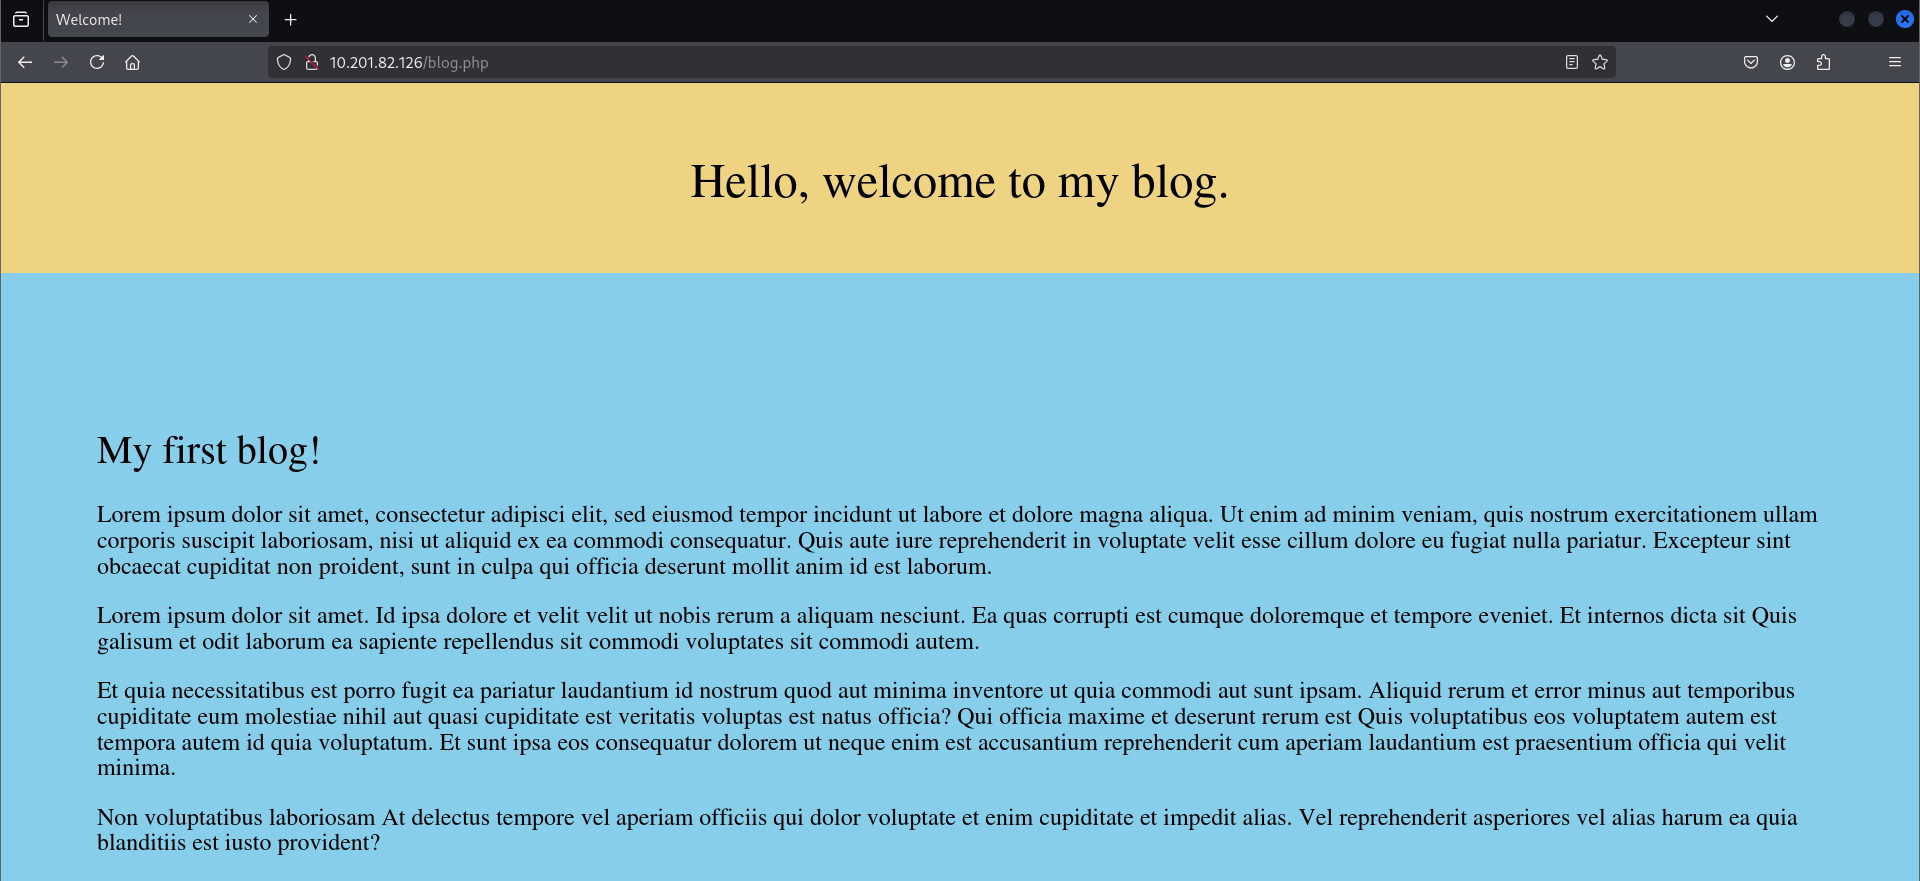 Welcome!
10.201.82.126/blog.php
Hello, welcome to my blog.
My first blog!
Lorem ipsum dolor sit amet, consectetur adipisci elit, sed eiusmod tempor incidunt ut labore et dolore magna aliqua. Ut enim ad minim veniam, quis nostrum exercitationem ullam
corporis suscipit laboriosam, nisi ut aliquid ex ea commodi consequatur. Quis aute iure reprehenderit in voluptate velit esse cillum dolore eu fugiat nulla pariatur. Excepteur sint
obcaecat cupiditat non proident, sunt in culpa qui officia deserunt mollit anim id est laborum.
Lorem ipsum dolor sit amet. Id ipsa dolore et velit velit ut nobis rerum a aliquam nesciunt. Ea quas corrupti est cumque doloremque et tempore eveniet. Et internos dicta sit Quis
galisum et odit laborum ea sapiente repellendus sit commodi voluptates sit commodi autem.
Et quia necessitatibus est porro fugit ea pariatur laudantium id nostrum quod aut minima inventore ut quia commodi aut sunt ipsam. Aliquid rerum et error minus aut temporibus
cupiditate eum molestiae nihil aut quasi cupiditate est veritatis voluptas est natus officia? Qui officia maxime et deserunt rerum est Quis voluptatibus eos voluptatem autem est
tempora autem id quia voluptatum. Et sunt ipsa eos consequatur dolorem ut neque enim est accusantium reprehenderit cum aperiam laudantium est praesentium officia qui velit
minima.
Non voluptatibus laboriosam At delectus tempore vel aperiam officiis qui dolor voluptate et enim cupiditate et impedit alias. Vel reprehenderit asperiores vel alias harum ea quia
blanditiis est iusto provident?